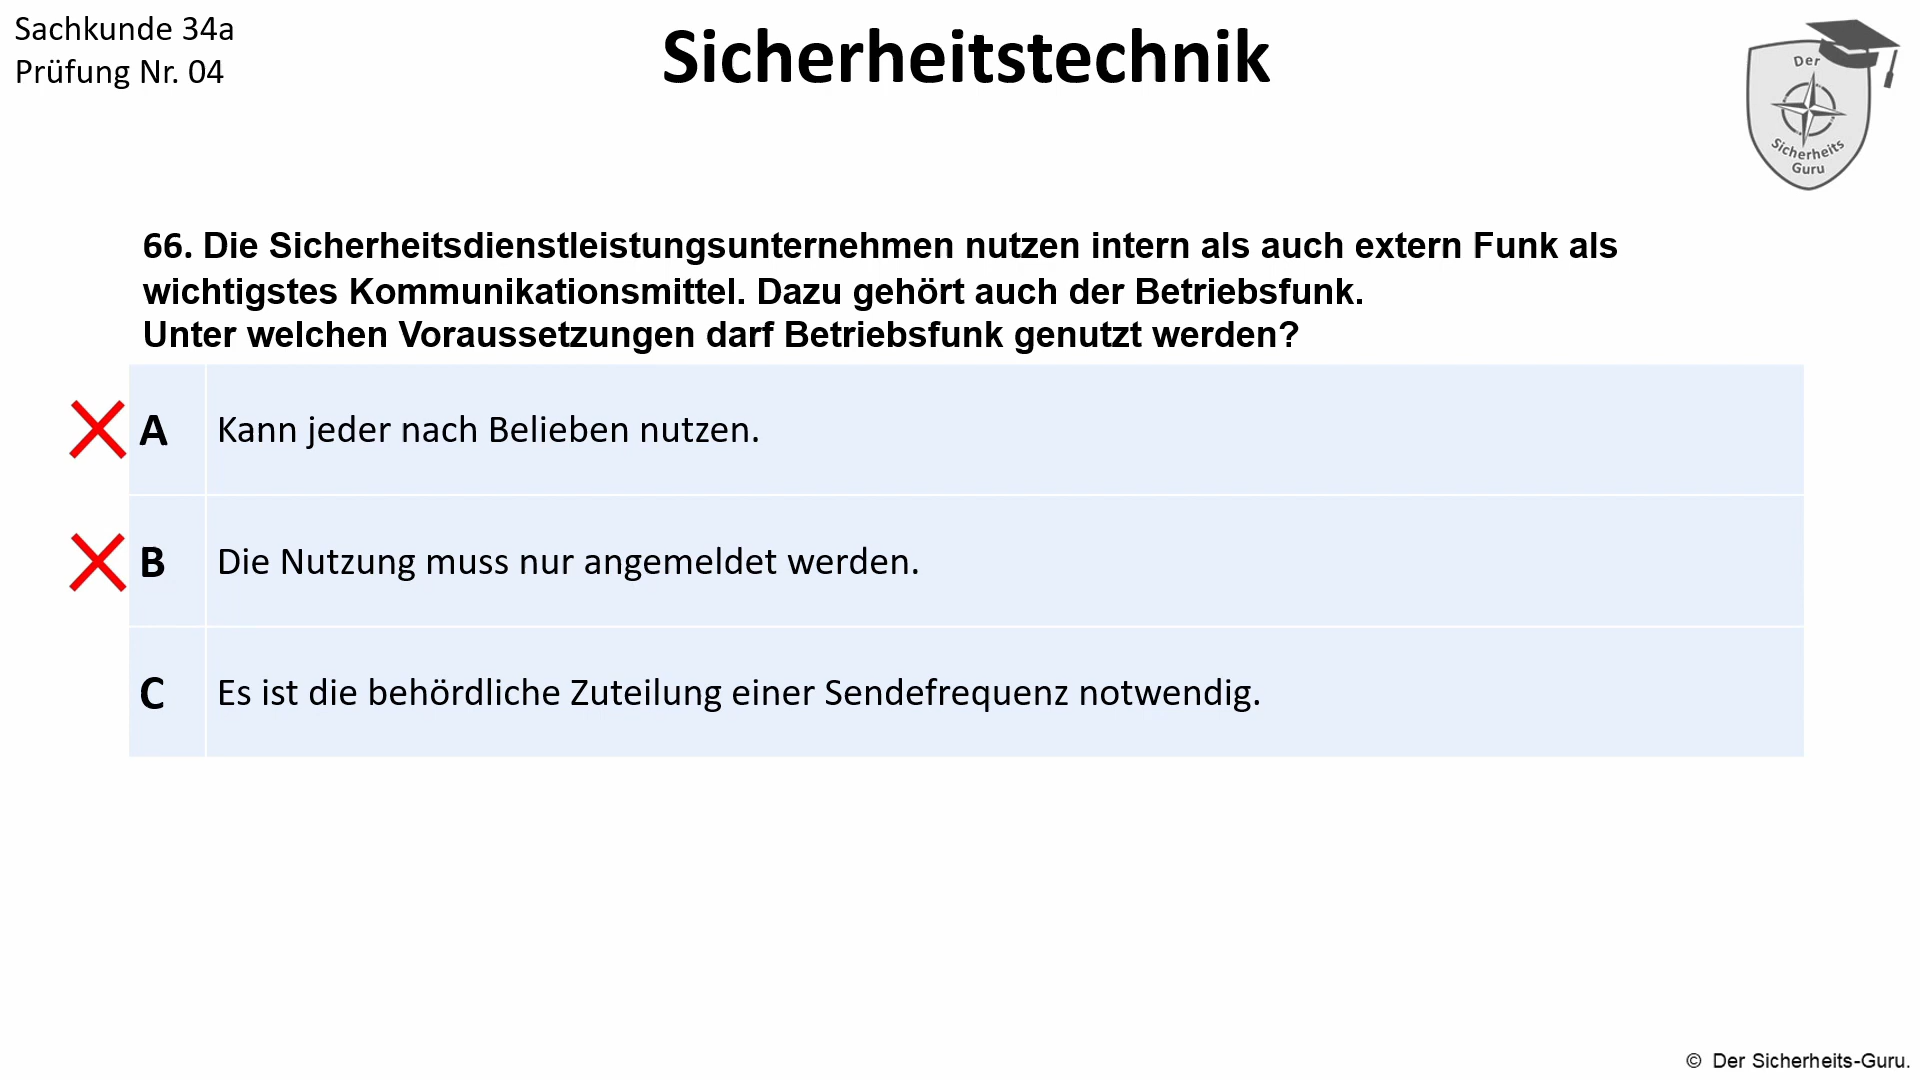 Sachkunde 34a
Prüfung Nr. 04
Sicherheitstechnik
Der
Sicherheits
Guru
66. Die Sicherheitsdienstleistungsunternehmen nutzen intern als auch extern Funk als
wichtigstes Kommunikationsmittel. Dazu gehört auch der Betriebsfunk.
Unter welchen Voraussetzungen darf Betriebsfunk genutzt werden?
A Kann jeder nach Belieben nutzen.
B Die Nutzung muss nur angemeldet werden.
C Es ist die behördliche Zuteilung einer Sendefrequenz notwendig.
© Der Sicherheits-Guru.